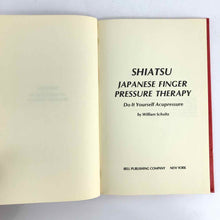 SHIATSU
JAPANESE FINGER
PRESSURE THERAPY
Do-It Yourself Acupressure
by William Schultz
BELL PUBLISHING COMPANY NEW YORK